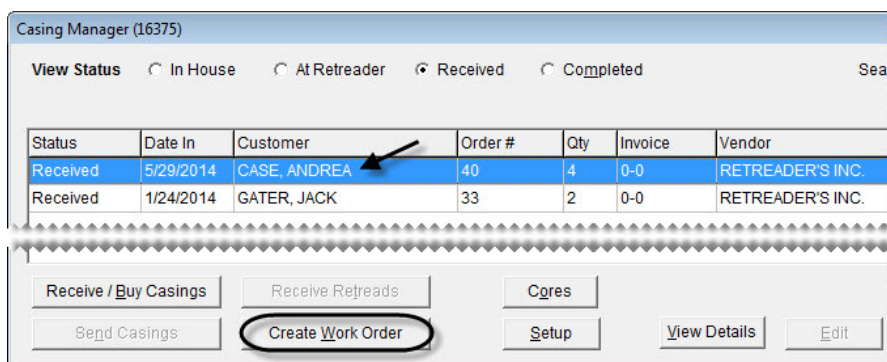 Casing Manager (16375)
View Status In House At Retreader Received Completed Sea
Status Date In Customer Order # Qty Invoice Vendor
Received 5/29/2014 CASE, ANDREA 40 4 0-0 RETREADER'S INC.
Received 1/24/2014 GATER, JACK 33 2 0-0 RETREADER'S INC.
Receive / Buy Casings Receive Retreads Cores
Send Casings Create Work Order Setup View Details Edit